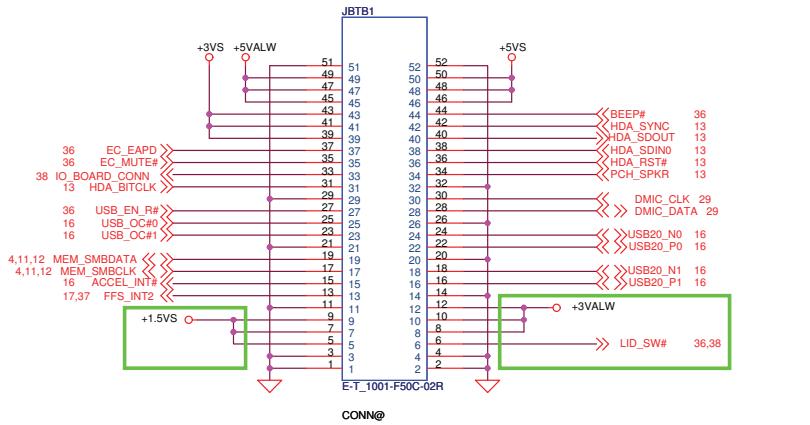 JBTB1
+3VS +5VALW +5VS
51 51 52 52
49 49 50 50
47 47 48 48
45 45 46 46
43 43 44 44 BEEP# 36
41 41 42 42 HDA_SYNC 13
39 39 40 40 HDA_SDOUT 13
36 EC_EAPD 37 37 38 38 HDA_SDIN0 13
36 EC_MUTE# 35 35 36 36 HDA_RST# 13
38 IO_BOARD_CONN 33 33 34 34 PCH_SPKR 13
13 HDA_BITCLK 31 31 32 32
29 29 30 30 DMIC_CLK 29
36 USB_EN_R# 27 27 28 28 DMIC_DATA 29
16 USB_OC#0 25 25 26 26
16 USB_OC#1 23 23 24 24 USB20_N0 16
21 21 22 22 USB20_P0 16
4,11,12 MEM_SMBDATA 19 19 20 20
4,11,12 MEM_SMBCLK 17 17 18 18 USB20_N1 16
16 ACCEL_INT# 15 15 16 16 USB20_P1 16
17,37 FFS_INT2 13 13 14 14
11 11 12 12 +3VALW
+1.5VS 9 9 10 10
7 7 8 8
5 5 6 6 LID_SW# 36,38
3 3 4 4
1 1 2 2
E-T_1001-F50C-02R
CONN@